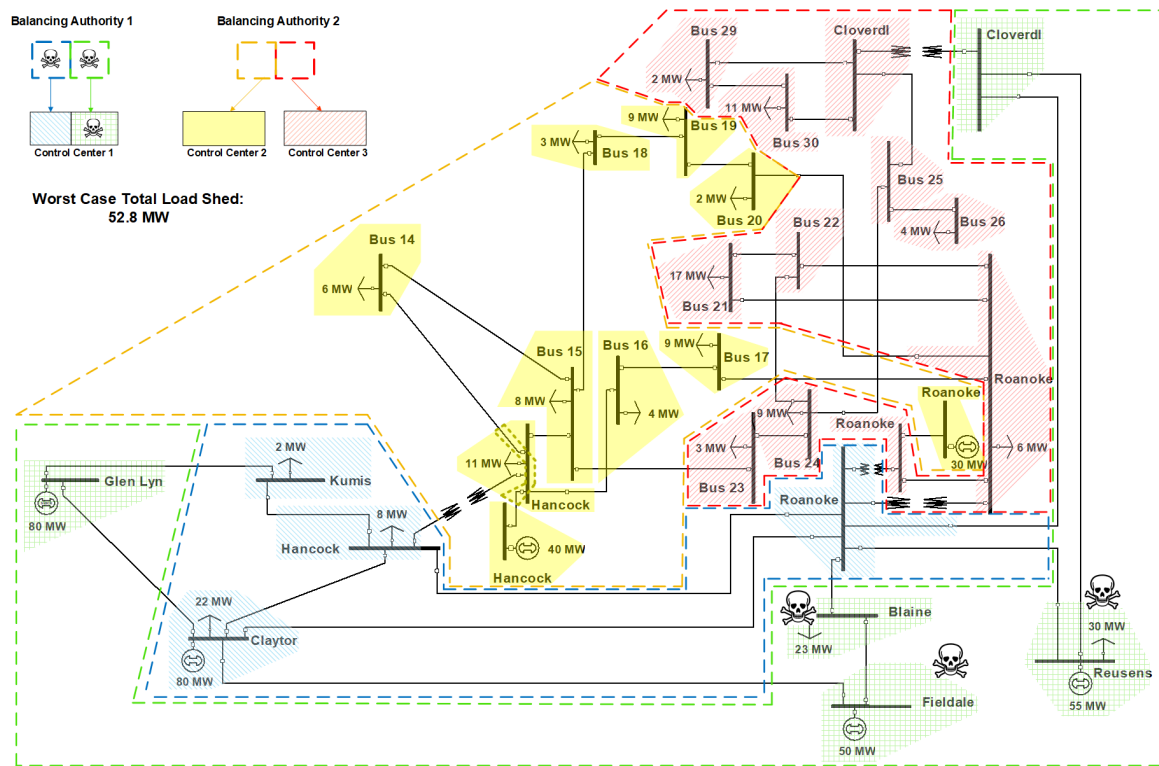 Balancing Authority 1
Balancing Authority 2
Control Center 1
Control Center 2
Control Center 3
Worst Case Total Load Shed:
52.8 MW
Cloverdl
Cloverdl
Bus 29
2 MW
11 MW
Bus 30
9 MW
Bus 19
3 MW
Bus 18
2 MW
Bus 20
Bus 25
4 MW
Bus 26
Bus 22
Bus 14
6 MW
17 MW
Bus 21
Bus 15
8 MW
Bus 16
4 MW
9 MW
Bus 17
Roanoke
Roanoke
30 MW
6 MW
9 MW
Roanoke
3 MW
Bus 24
Bus 23
11 MW
Hancock
40 MW
Hancock
2 MW
Kumis
Glen Lyn
80 MW
8 MW
Hancock
Roanoke
22 MW
Claytor
80 MW
Blaine
23 MW
30 MW
Reusens
55 MW
Fieldale
50 MW